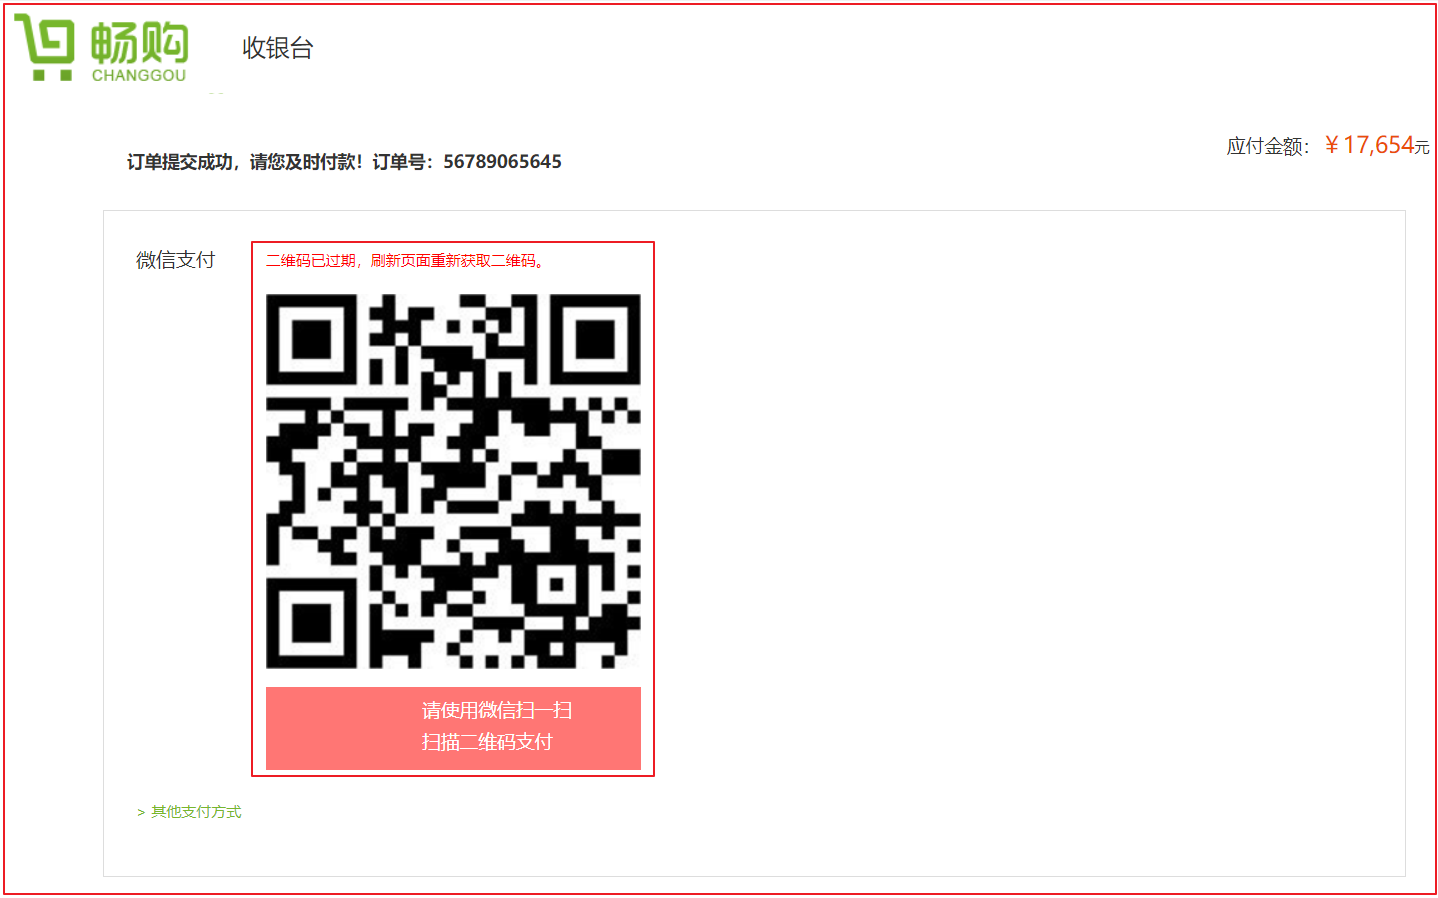 畅购
CHANGGOU
收银台
订单提交成功，请您及时付款！订单号：56789065645
应付金额：￥17,654元
微信支付
二维码已过期，刷新页面重新获取二维码。
请使用微信扫一扫
扫描二维码支付
> 其他支付方式